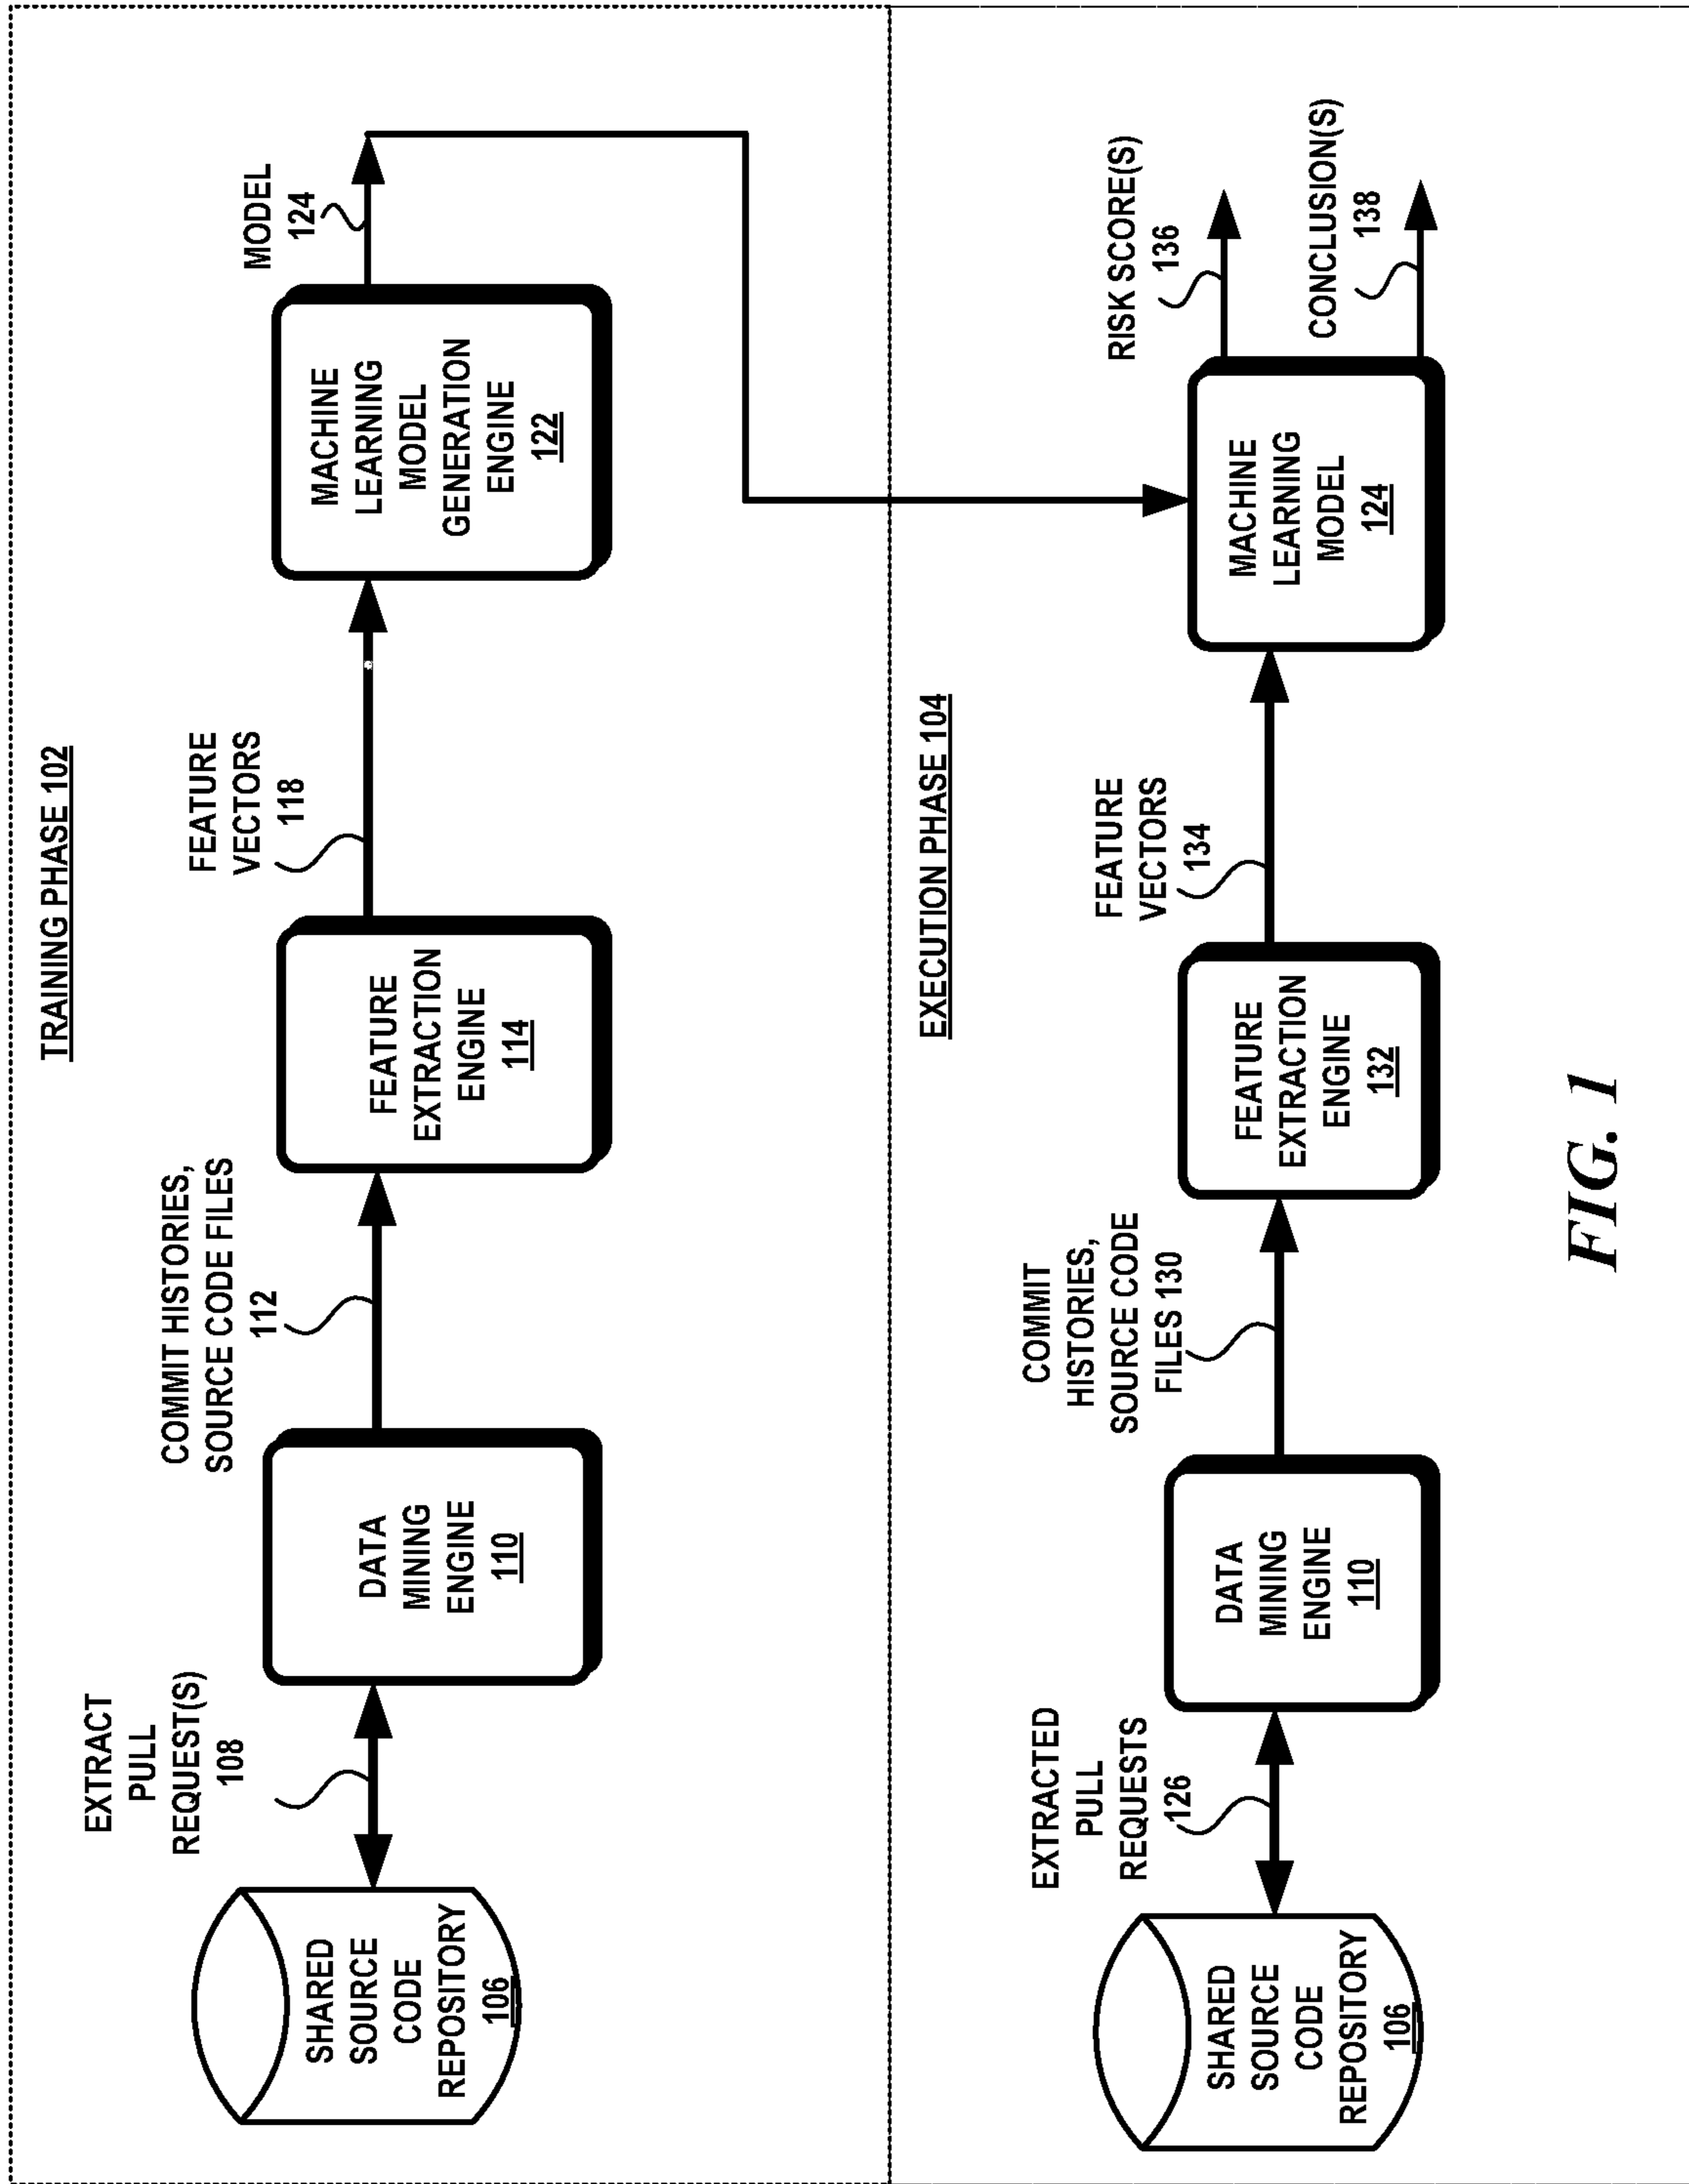 TRAINING PHASE 102
EXTRACT
PULL
REQUEST(S)
108
COMMIT HISTORIES,
SOURCE CODE FILES
112
FEATURE
VECTORS
118
MODEL
124
SHARED
SOURCE
CODE
REPOSITORY
106
DATA
MINING
ENGINE
110
FEATURE
EXTRACTION
ENGINE
114
MACHINE
LEARNING
MODEL
GENERATION
ENGINE
122
EXECUTION PHASE 104
EXTRACTED
PULL
REQUESTS
126
COMMIT
HISTORIES,
SOURCE CODE
FILES 130
FEATURE
VECTORS
134
RISK SCORE(S)
136
CONCLUSION(S)
138
SHARED
SOURCE
CODE
REPOSITORY
106
DATA
MINING
ENGINE
110
FEATURE
EXTRACTION
ENGINE
132
MACHINE
LEARNING
MODEL
124
FIG. 1